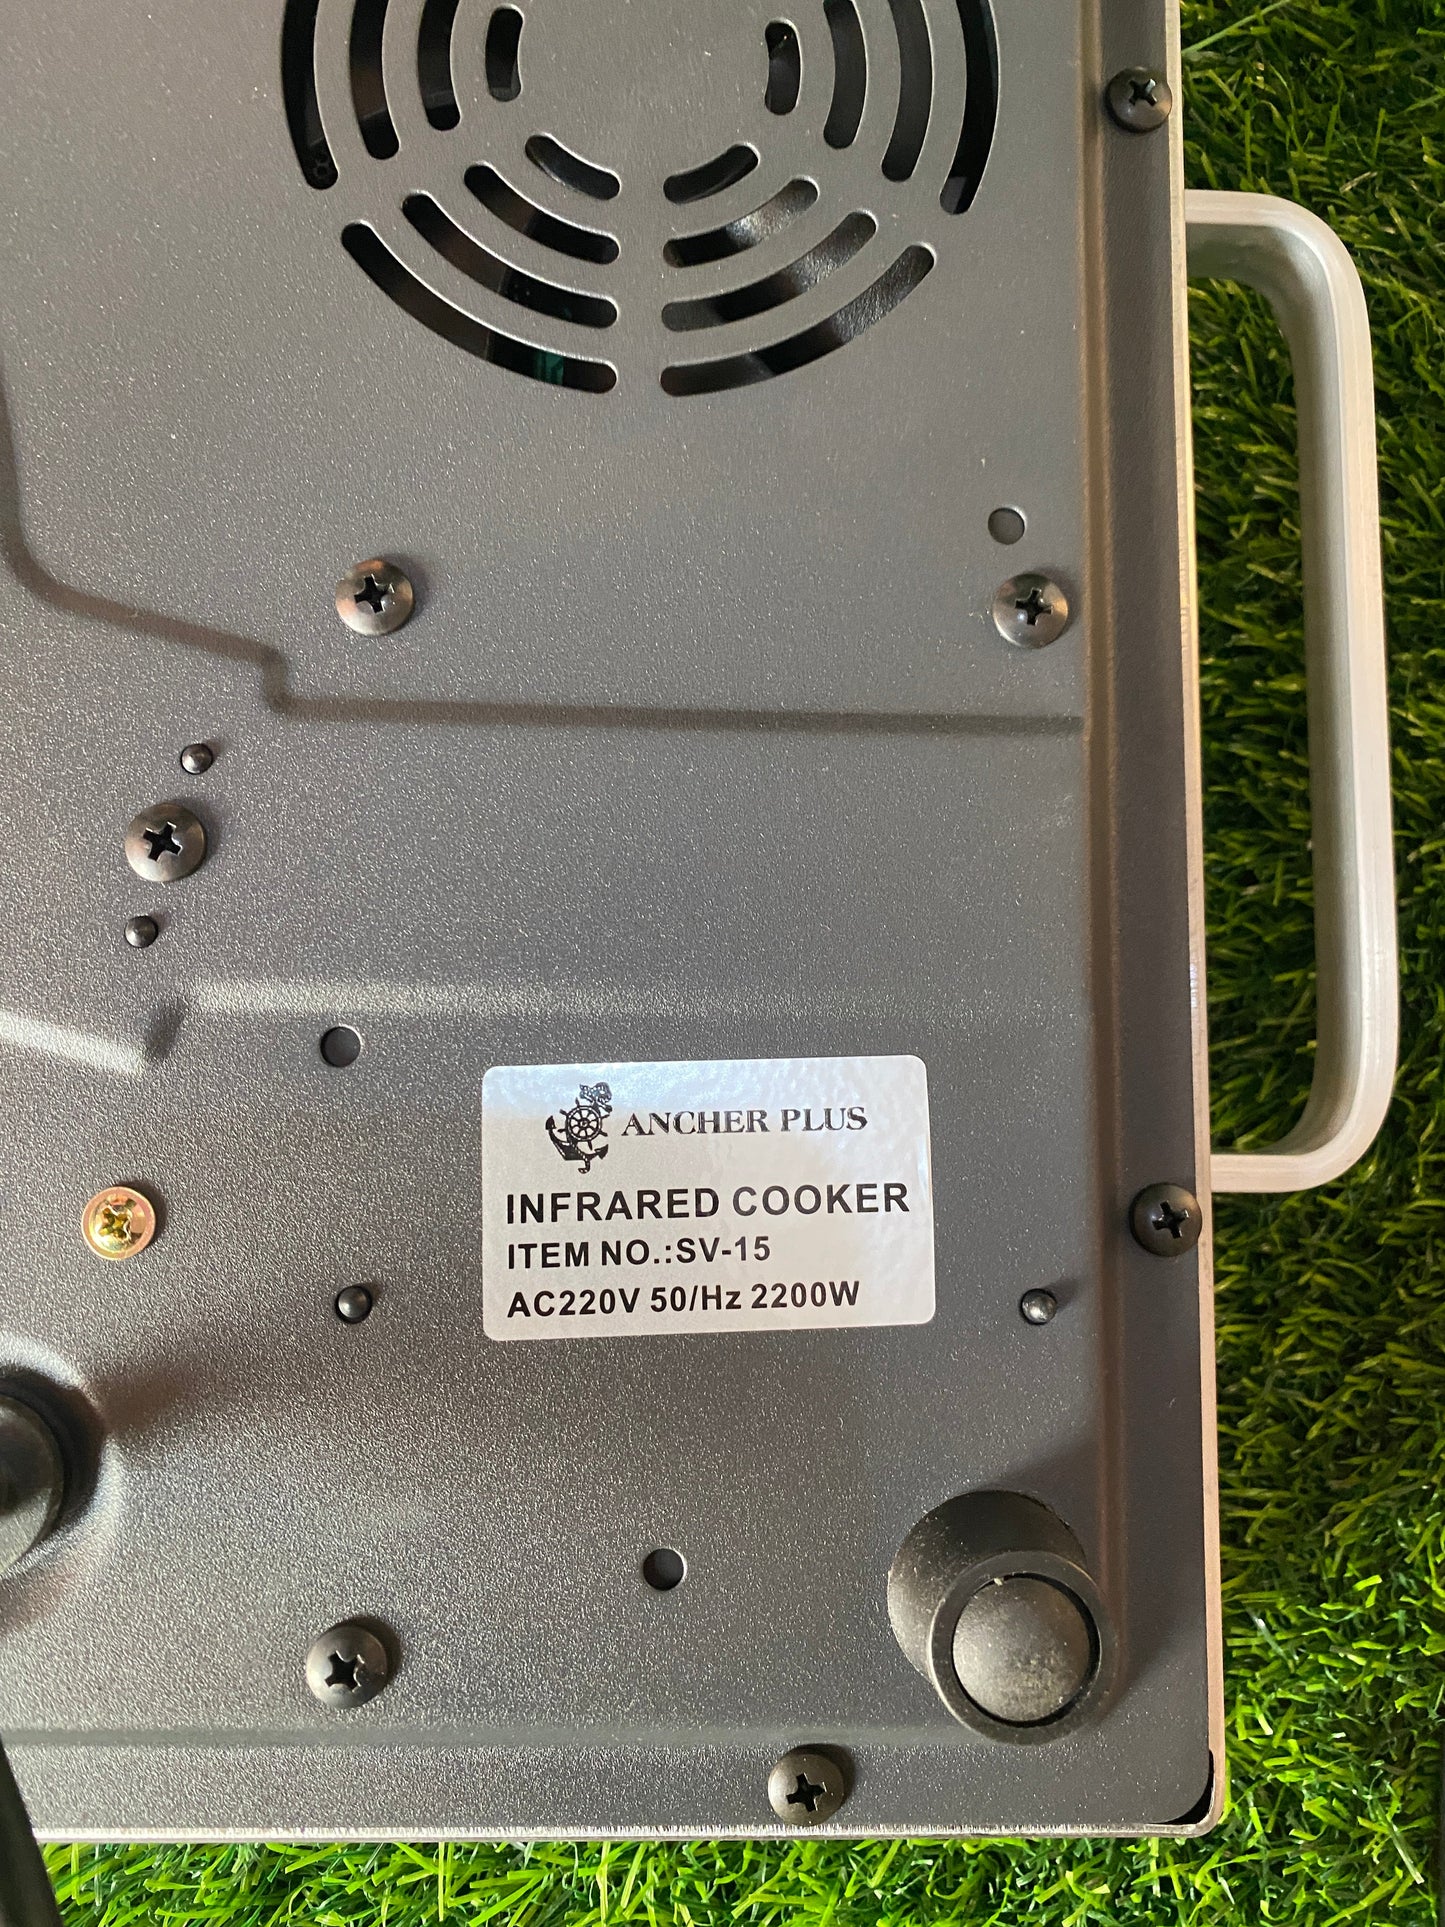 ANCHER PLUS
INFRARED COOKER
ITEM NO.:SV-15
AC220V 50/Hz 2200W